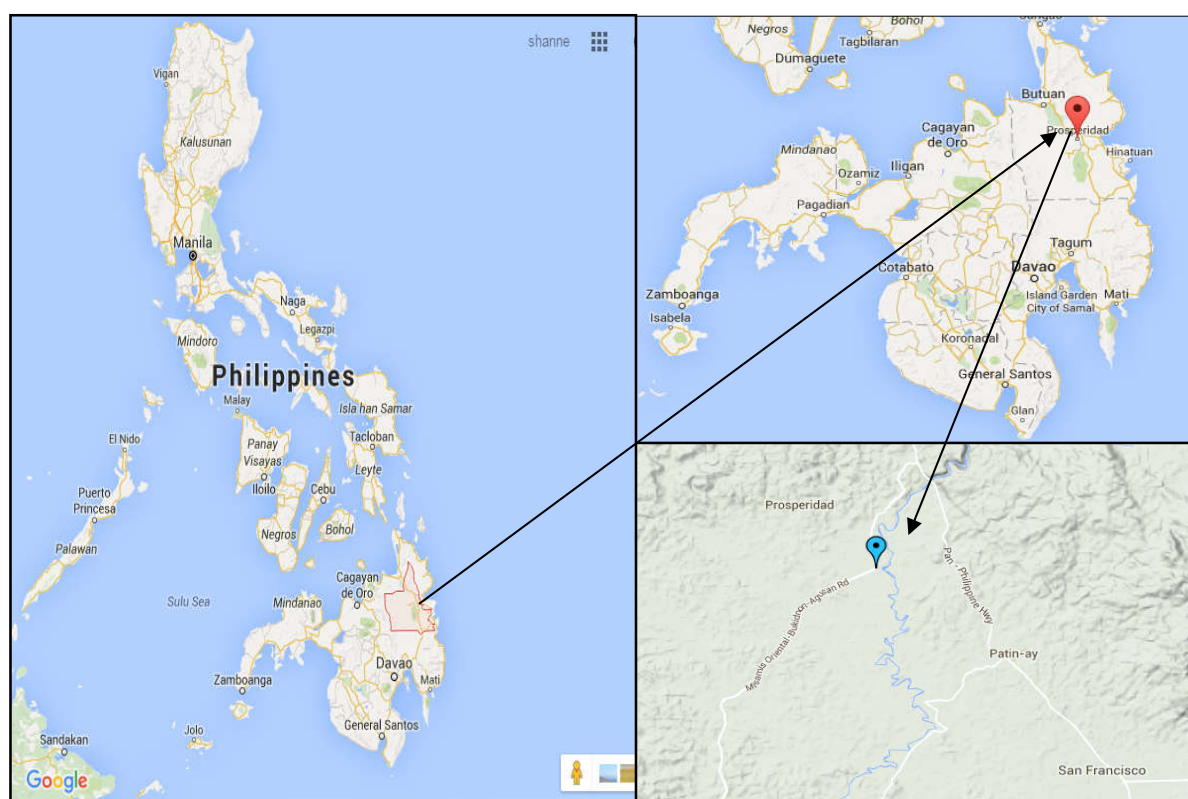 shanne
Vigan
Kalusunan
Manila
Naga
Legazpi
Mindoro
Philippines
Malay
Isla han Samar
El Nido
Panay
Visayas
Tacloban
Leyte
Iloilo
Cebu
Puerto
Princesa
Negros
Bohol
Palawan
Cagayan
de Oro
Sulu Sea
Mindanao
Davao
Zamboanga
Mati
General Santos
Jolo
Sandakan
Google
Negros
Bohol
Tagbilaran
Dumaguete
Butuan
Prosperidad
Cagayan
de Oro
Hinatuan
Mindanao
Iligan
Ozamiz
Pagadian
Tagum
Cotabato
Davao
Zamboanga
Island Garden
City of Samal
Mati
Isabela
Koronadal
General Santos
Glan
Prosperidad
Pan - Philippine Hwy
Misamis Oriental-Bukidnon-Agusan Rd
Patin-ay
San Francisco